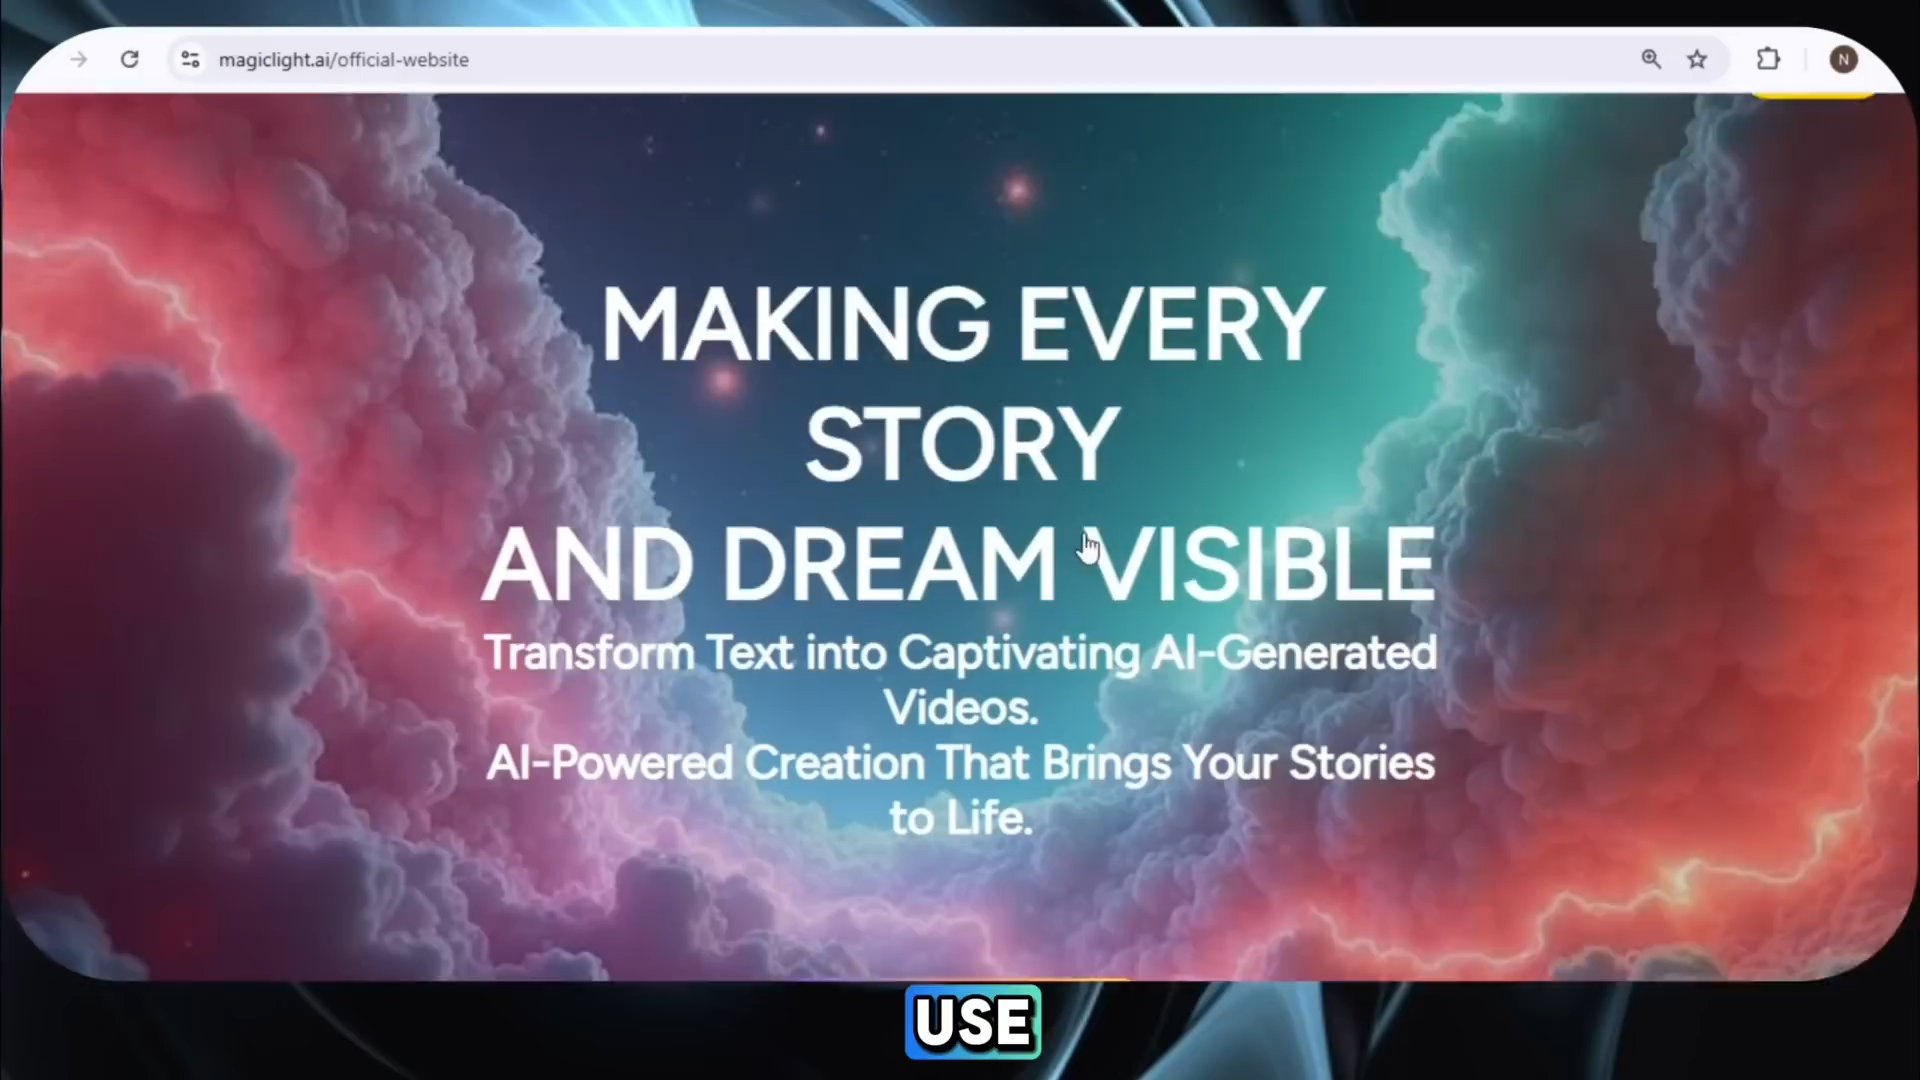 magiclight.ai/official-website
N
MAKING EVERY
STORY
AND DREAM VISIBLE
Transform Text into Captivating AI-Generated
Videos.
AI-Powered Creation That Brings Your Stories
to Life.
USE